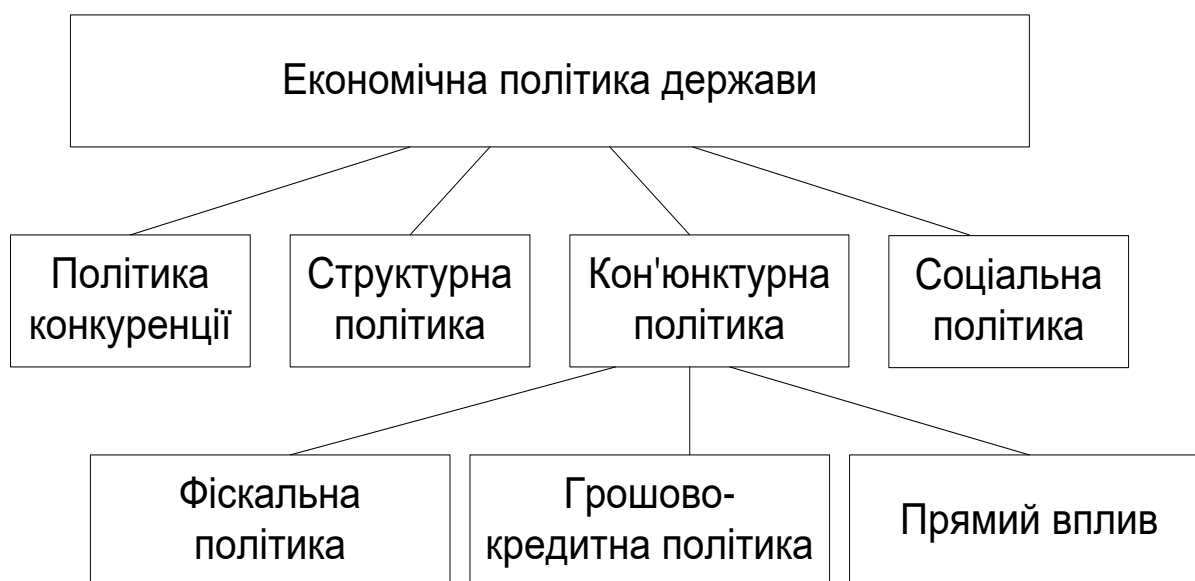 Економічна політика держави
Політика
конкуренції
Структурна
політика
Кон'юнктурна
політика
Соціальна
політика
Фіскальна
політика
Грошово-
кредитна політика
Прямий вплив